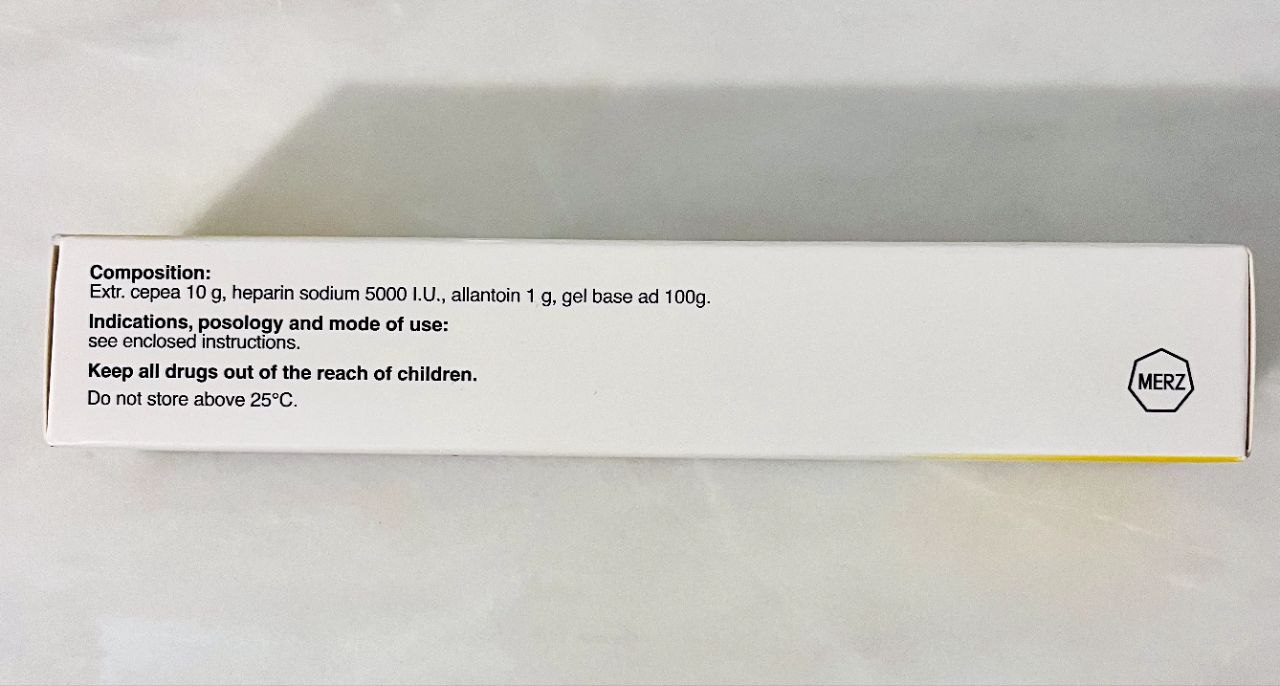 Composition:
Extr. cepea 10 g, heparin sodium 5000 I.U., allantoin 1 g, gel base ad 100g.
Indications, posology and mode of use:
see enclosed instructions.
Keep all drugs out of the reach of children.
Do not store above 25°C.
MERZ